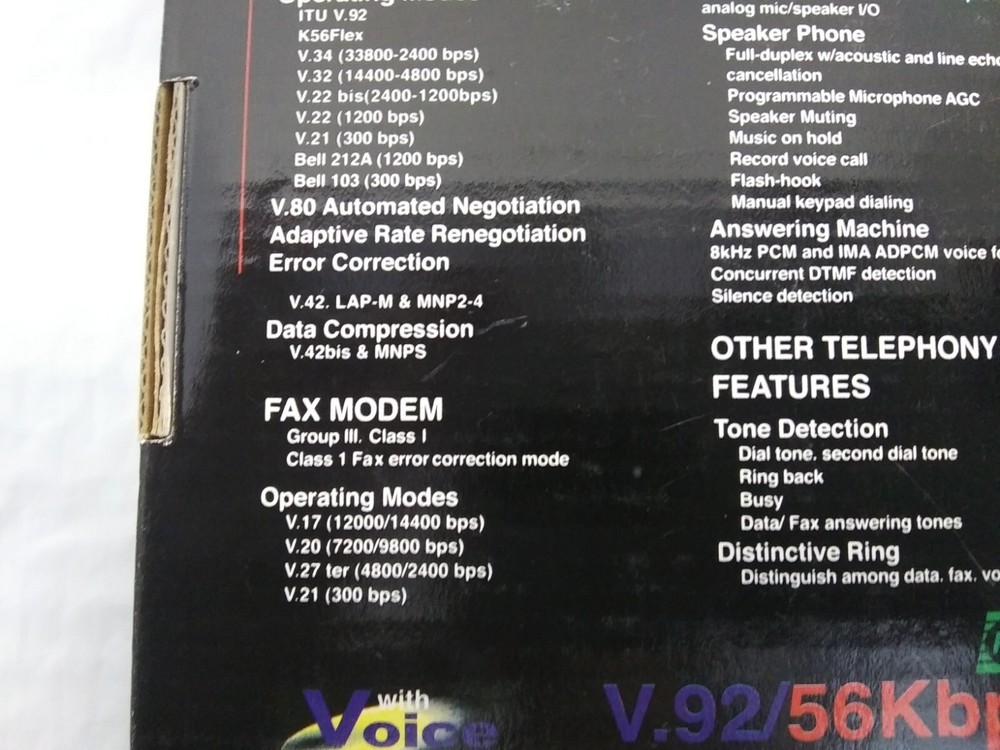 Operating Modes
ITU V.92
K56Flex
V.34 (33800-2400 bps)
V.32 (14400-4800 bps)
V.22 bis(2400-1200bps)
V.22 (1200 bps)
V.21 (300 bps)
Bell 212A (1200 bps)
Bell 103 (300 bps)
V.80 Automated Negotiation
Adaptive Rate Renegotiation
Error Correction
V.42. LAP-M & MNP2-4
Data Compression
V.42bis & MNPS
FAX MODEM
Group III. Class I
Class 1 Fax error correction mode
Operating Modes
V.17 (12000/14400 bps)
V.20 (7200/9800 bps)
V.27 ter (4800/2400 bps)
V.21 (300 bps)
analog mic/speaker I/O
Speaker Phone
Full-duplex w/acoustic and line echo
cancellation
Programmable Microphone AGC
Speaker Muting
Music on hold
Record voice call
Flash-hook
Manual keypad dialing
Answering Machine
8kHz PCM and IMA ADPCM voice
Concurrent DTMF detection
Silence detection
OTHER TELEPHONY
FEATURES
Tone Detection
Dial tone. second dial tone
Ring back
Busy
Data/ Fax answering tones
Distinctive Ring
Distinguish among data. fax.
with
Voice
V.92/56Kbp